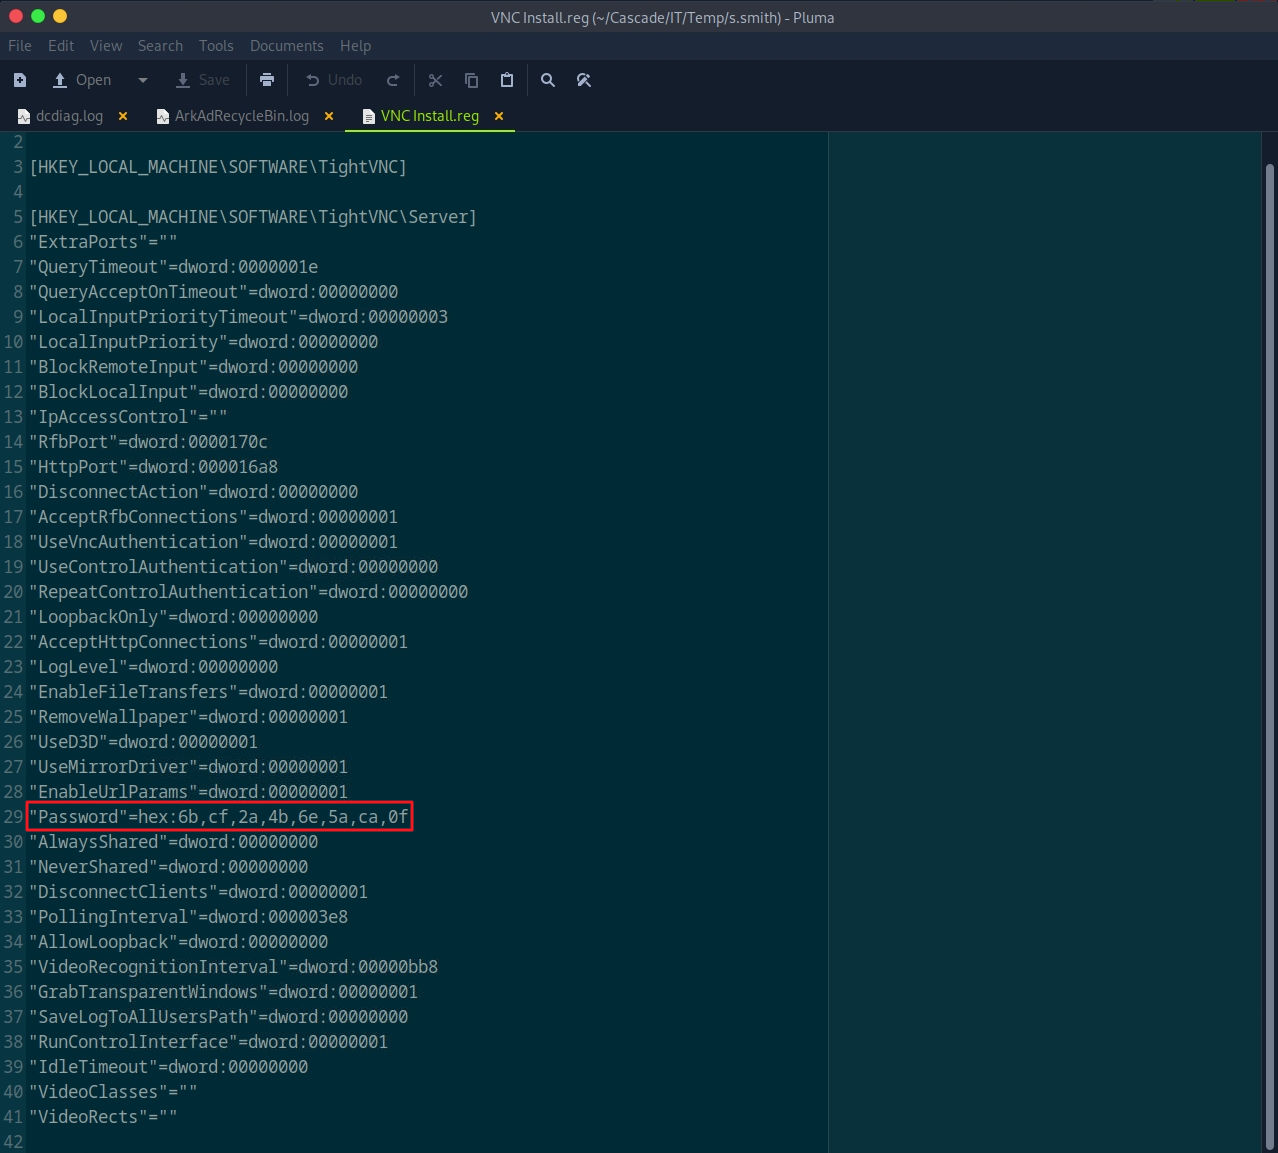 VNC Install.reg (~/Cascade/IT/Temp/s.smith) - Pluma
File Edit View Search Tools Documents Help
Open Save Undo
dcdiag.log ArkAdRecycleBin.log VNC Install.reg
2
3 [HKEY_LOCAL_MACHINE\SOFTWARE\TightVNC]
4
5 [HKEY_LOCAL_MACHINE\SOFTWARE\TightVNC\Server]
6 "ExtraPorts"=""
7 "QueryTimeout"=dword:0000001e
8 "QueryAcceptOnTimeout"=dword:00000000
9 "LocalInputPriorityTimeout"=dword:00000003
10 "LocalInputPriority"=dword:00000000
11 "BlockRemoteInput"=dword:00000000
12 "BlockLocalInput"=dword:00000000
13 "IpAccessControl"=""
14 "RfbPort"=dword:0000170c
15 "HttpPort"=dword:000016a8
16 "DisconnectAction"=dword:00000000
17 "AcceptRfbConnections"=dword:00000001
18 "UseVncAuthentication"=dword:00000001
19 "UseControlAuthentication"=dword:00000000
20 "RepeatControlAuthentication"=dword:00000000
21 "LoopbackOnly"=dword:00000000
22 "AcceptHttpConnections"=dword:00000001
23 "LogLevel"=dword:00000000
24 "EnableFileTransfers"=dword:00000001
25 "RemoveWallpaper"=dword:00000001
26 "UseD3D"=dword:00000001
27 "UseMirrorDriver"=dword:00000001
28 "EnableUrlParams"=dword:00000001
29 "Password"=hex:6b,cf,2a,4b,6e,5a,ca,0f
30 "AlwaysShared"=dword:00000000
31 "NeverShared"=dword:00000000
32 "DisconnectClients"=dword:00000001
33 "PollingInterval"=dword:000003e8
34 "AllowLoopback"=dword:00000000
35 "VideoRecognitionInterval"=dword:00000bb8
36 "GrabTransparentWindows"=dword:00000001
37 "SaveLogToAllUsersPath"=dword:00000000
38 "RunControlInterface"=dword:00000001
39 "IdleTimeout"=dword:00000000
40 "VideoClasses"=""
41 "VideoRects"=""
42